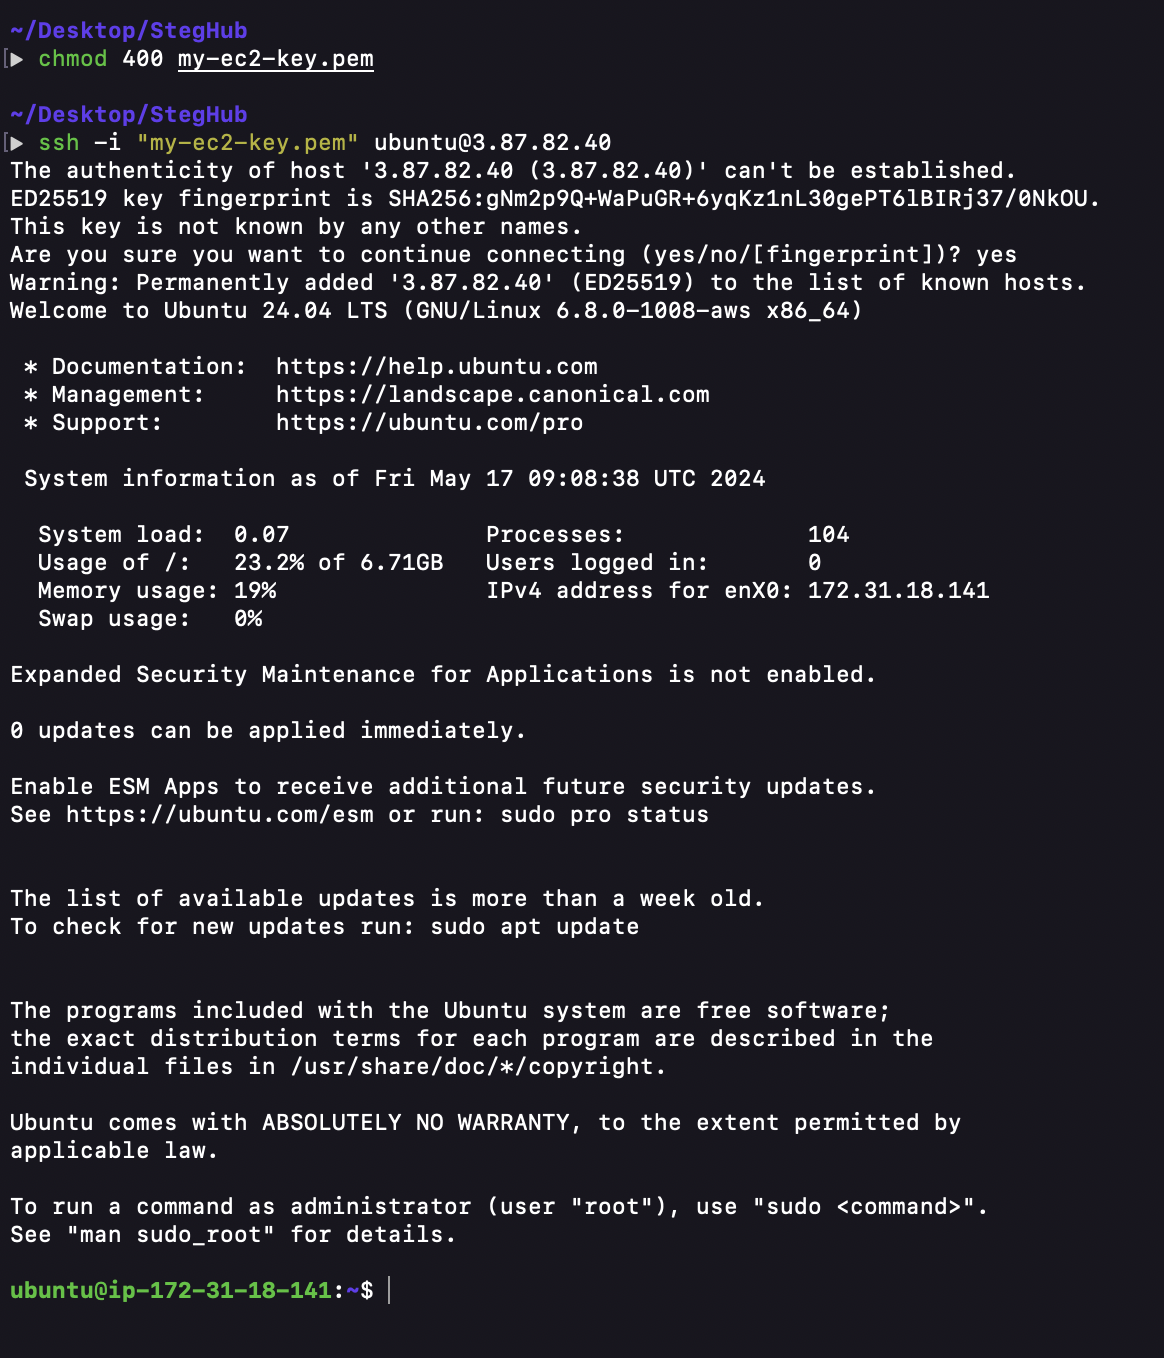 ~/Desktop/StegHub
[▶ chmod 400 my-ec2-key.pem
~/Desktop/StegHub
[▶ ssh -i "my-ec2-key.pem" ubuntu@3.87.82.40
The authenticity of host '3.87.82.40 (3.87.82.40)' can't be established.
ED25519 key fingerprint is SHA256:gNm2p9Q+WaPuGR+6yqKz1nL30gePT6lBIRj37/0NkOU.
This key is not known by any other names.
Are you sure you want to continue connecting (yes/no/[fingerprint])? yes
Warning: Permanently added '3.87.82.40' (ED25519) to the list of known hosts.
Welcome to Ubuntu 24.04 LTS (GNU/Linux 6.8.0-1008-aws x86_64)

 * Documentation:  https://help.ubuntu.com
 * Management:     https://landscape.canonical.com
 * Support:        https://ubuntu.com/pro

 System information as of Fri May 17 09:08:38 UTC 2024

  System load:  0.07              Processes:             104
  Usage of /:   23.2% of 6.71GB   Users logged in:       0
  Memory usage: 19%               IPv4 address for enX0: 172.31.18.141
  Swap usage:   0%

Expanded Security Maintenance for Applications is not enabled.

0 updates can be applied immediately.

Enable ESM Apps to receive additional future security updates.
See https://ubuntu.com/esm or run: sudo pro status

The list of available updates is more than a week old.
To check for new updates run: sudo apt update

The programs included with the Ubuntu system are free software;
the exact distribution terms for each program are described in the
individual files in /usr/share/doc/*/copyright.

Ubuntu comes with ABSOLUTELY NO WARRANTY, to the extent permitted by
applicable law.

To run a command as administrator (user "root"), use "sudo <command>".
See "man sudo_root" for details.

ubuntu@ip-172-31-18-141:~$